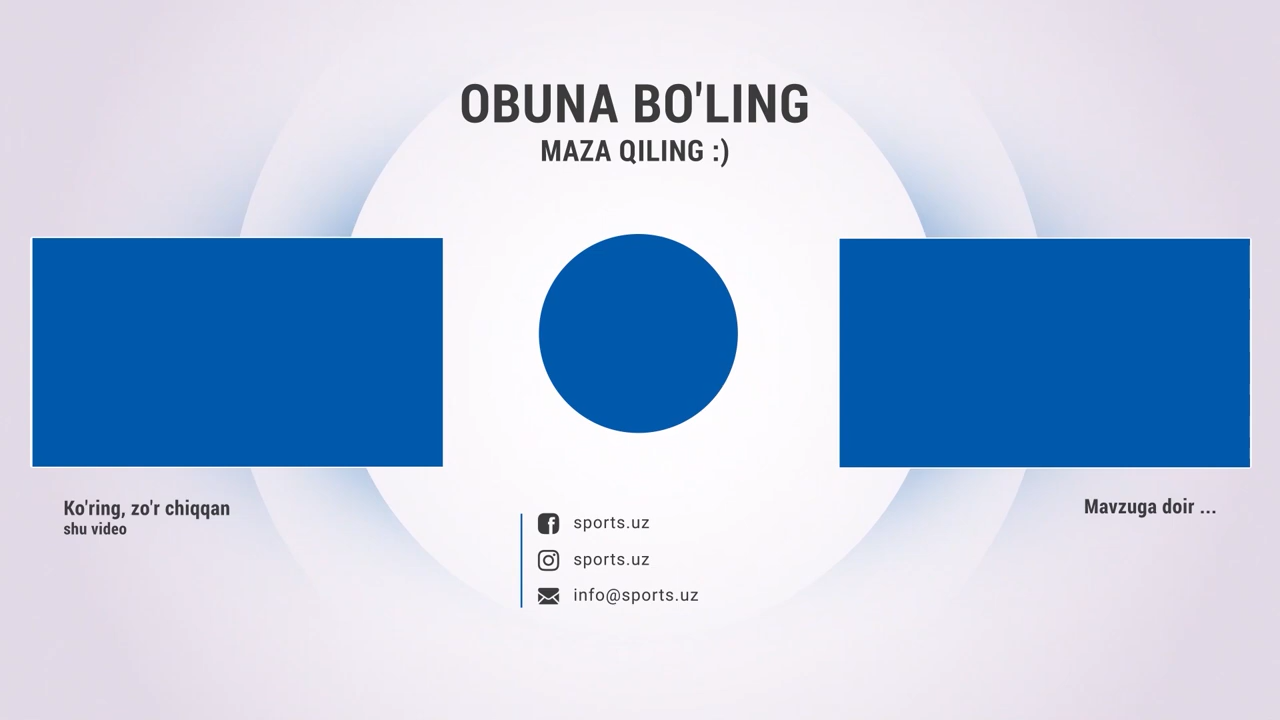 OBUNA BO'LING
MAZA QILING :)
Ko'ring, zo'r chiqqan
shu video
Mavzuga doir ...
sports.uz
sports.uz
info@sports.uz